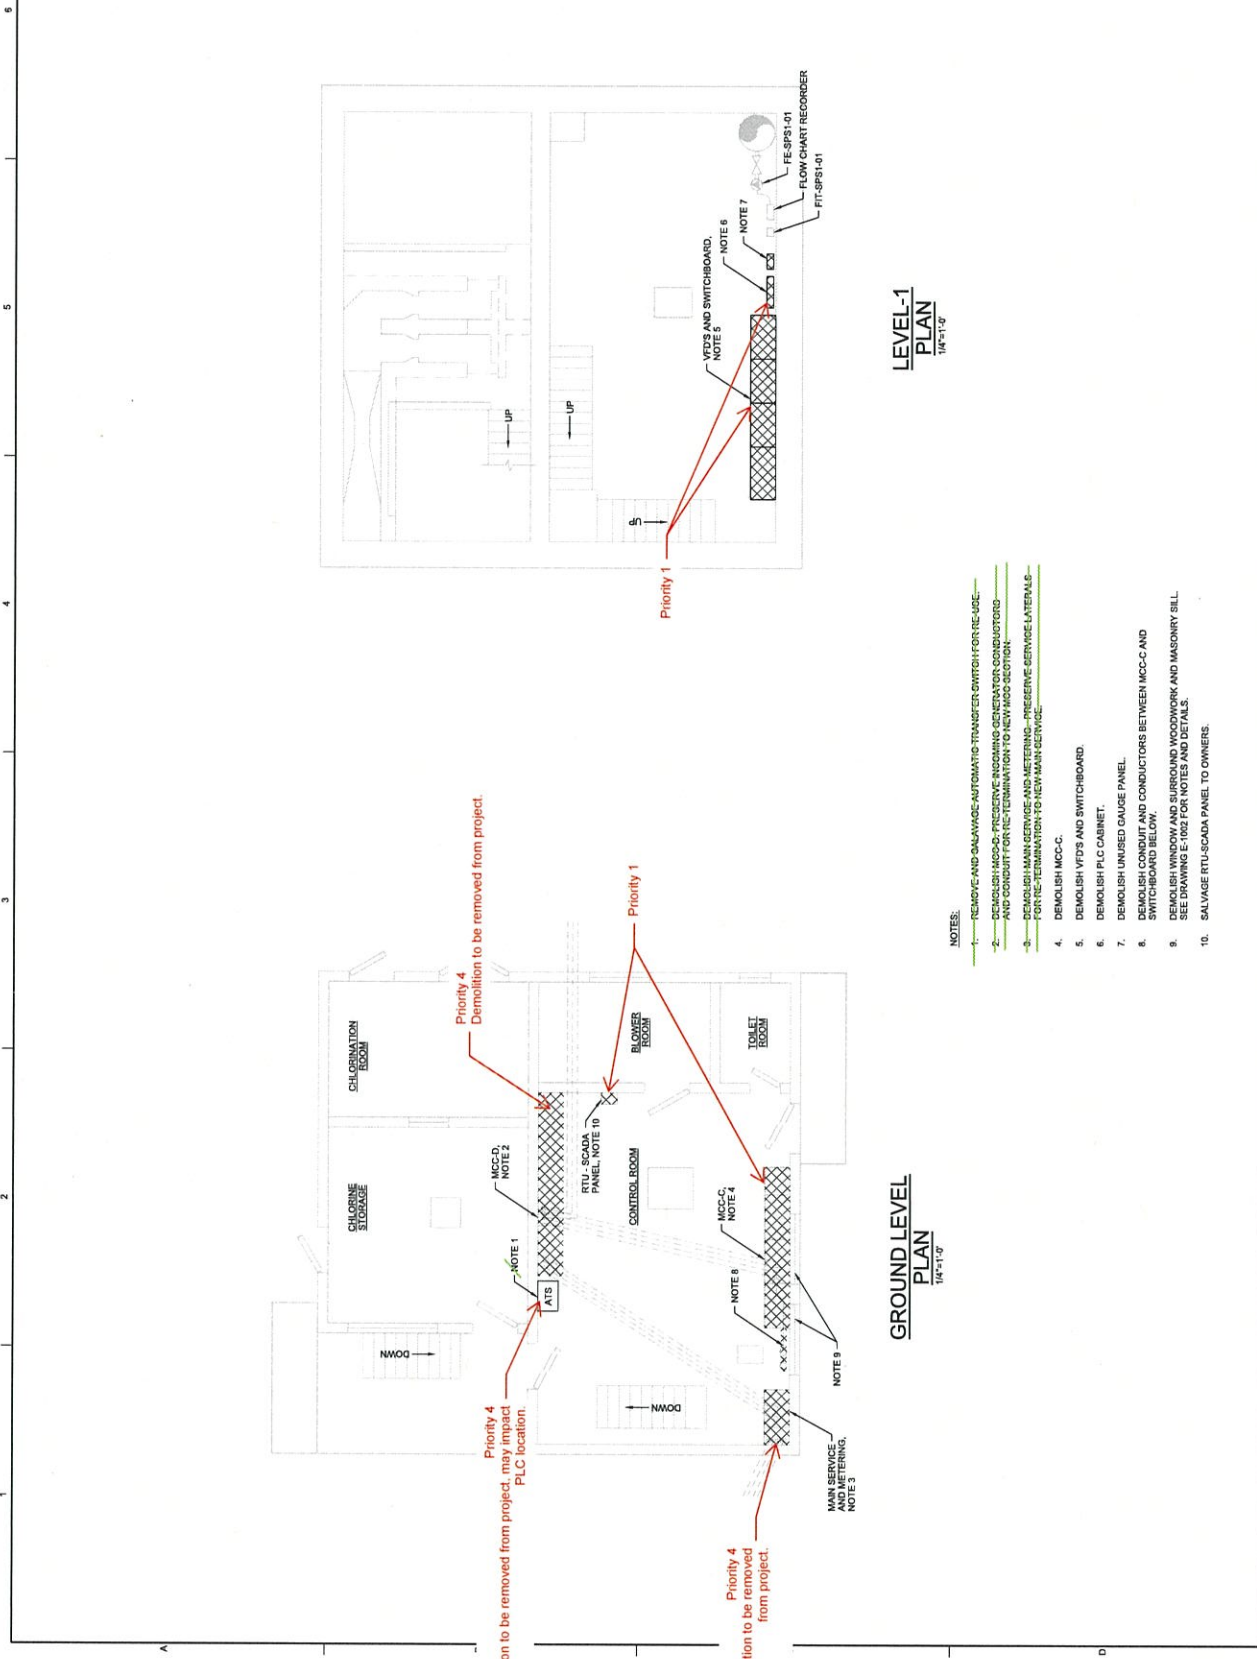 1
2
3
4
5
6
A
D
CHLORINE
STORAGE
CHLORINATION
ROOM
DOWN
Priority 4
Demolition to be removed from project.
Priority 4
to be removed from project, may impact
PLC location.
NOTE 1
ATS
MCC-D,
NOTE 2
RTU - SCADA
PANEL, NOTE 10
CONTROL ROOM
BLOWER
ROOM
TOILET
ROOM
Priority 1
DOWN
NOTE 8
MCC-C,
NOTE 4
NOTE 9
MAIN SERVICE
AND METERING,
NOTE 3
Priority 4
to be removed
from project.
GROUND LEVEL
PLAN
1/4"=1'-0"
UP
UP
UP
Priority 1
VFD'S AND SWITCHBOARD,
NOTE 5
NOTE 6
NOTE 7
FE-SPS1-01
FLOW CHART RECORDER
FIT-SPS1-01
LEVEL-1
PLAN
1/4"=1'-0"
NOTES:
1. REMOVE AND SALAVAGE AUTOMATIC TRANSFER SWITCH FOR RE-USE.
2. DEMOLISH MCC-D. PRESERVE INCOMING GENERATOR CONDUCTORS
AND CONDUIT FOR RE-TERMINATION TO NEW MCC SECTION.
3. DEMOLISH MAIN SERVICE AND METERING. PRESERVE SERVICE LATERALS
FOR RE-TERMINATION TO NEW MAIN SERVICE.
4. DEMOLISH MCC-C.
5. DEMOLISH VFD'S AND SWITCHBOARD.
6. DEMOLISH PLC CABINET.
7. DEMOLISH UNUSED GAUGE PANEL.
8. DEMOLISH CONDUIT AND CONDUCTORS BETWEEN MCC-C AND
SWITCHBOARD BELOW.
9. DEMOLISH WINDOW AND SURROUND WOODWORK AND MASONRY SILL.
SEE DRAWING E-1002 FOR NOTES AND DETAILS.
10. SALVAGE RTU-SCADA PANEL TO OWNERS.